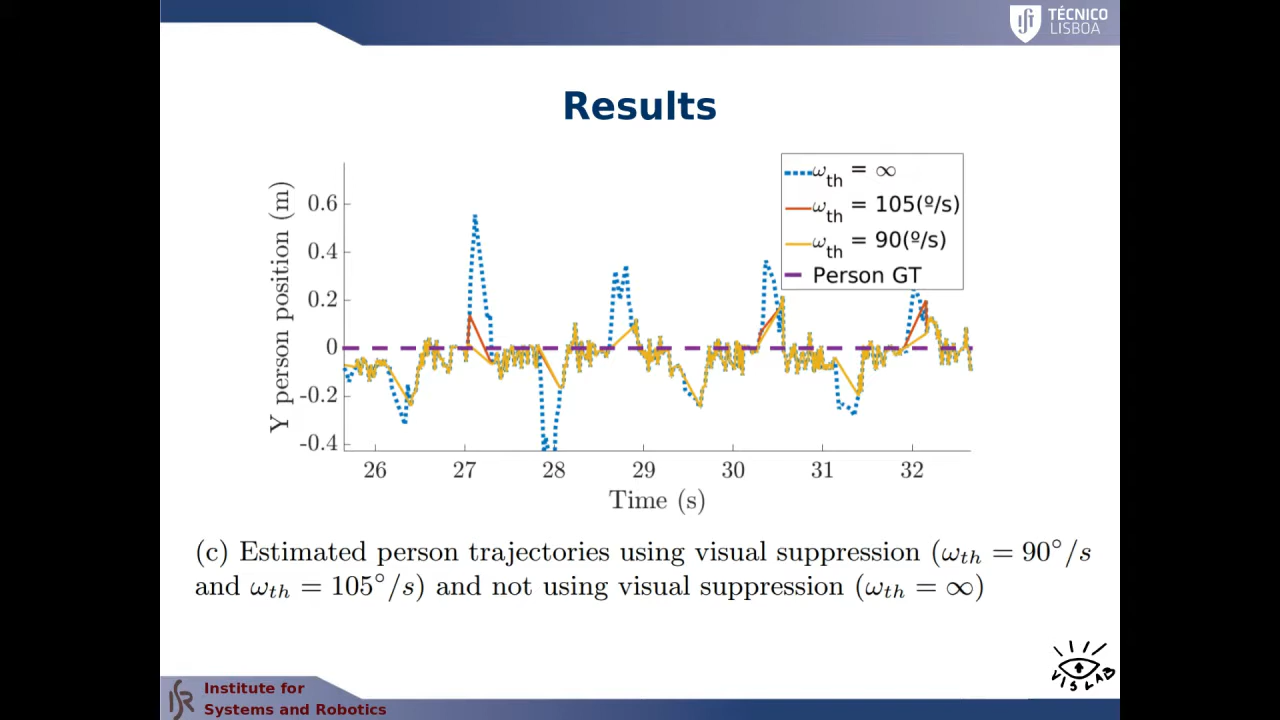 TÉCNICO
LISBOA
Results
ω_th = ∞
ω_th = 105(º/s)
ω_th = 90(º/s)
Person GT
Y person position (m)
0.6
0.4
0.2
0
-0.2
-0.4
26 27 28 29 30 31 32
Time (s)
(c) Estimated person trajectories using visual suppression (ω_th = 90°/s
and ω_th = 105°/s) and not using visual suppression (ω_th = ∞)
VISLAB
ISR
Institute for
Systems and Robotics